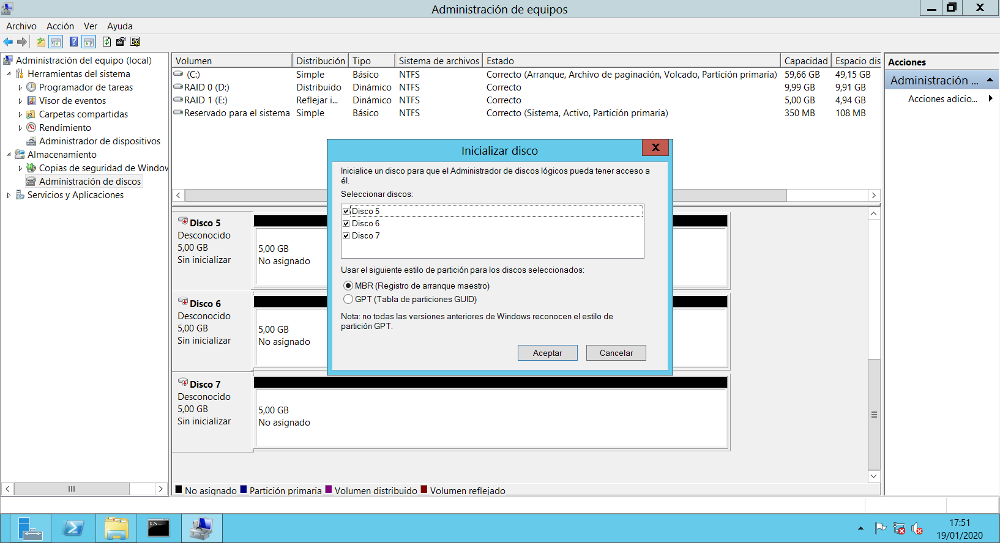 Administración de equipos
Archivo Acción Ver Ayuda
Administración del equipo (local)
Herramientas del sistema
Programador de tareas
Visor de eventos
Carpetas compartidas
Rendimiento
Administrador de dispositivos
Almacenamiento
Copias de seguridad de Windov
Administración de discos
Servicios y Aplicaciones
Volumen Distribución Tipo Sistema de archivos Estado Capacidad Espacio dis
(C:) Simple Básico NTFS Correcto (Arranque, Archivo de paginación, Volcado, Partición primaria) 59,66 GB 49,15 GB
RAID 0 (D:) Distribuido Dinámico NTFS Correcto 9,99 GB 9,91 GB
RAID 1 (E:) Reflejar i... Dinámico NTFS Correcto 5,00 GB 4,94 GB
Reservado para el sistema Simple Básico NTFS Correcto (Sistema, Activo, Partición primaria) 350 MB 108 MB
Acciones
Administración ...
Acciones adicio...
Inicializar disco
Inicialice un disco para que el Administrador de discos lógicos pueda tener acceso a
él.
Seleccionar discos:
Disco 5
Disco 6
Disco 7
Usar el siguiente estilo de partición para los discos seleccionados:
MBR (Registro de arranque maestro)
GPT (Tabla de particiones GUID)
Nota: no todas las versiones anteriores de Windows reconocen el estilo de
partición GPT.
Aceptar Cancelar
Disco 5
Desconocido
5,00 GB
Sin inicializar
5,00 GB
No asignado
Disco 6
Desconocido
5,00 GB
Sin inicializar
5,00 GB
No asignado
Disco 7
Desconocido
5,00 GB
Sin inicializar
5,00 GB
No asignado
No asignado Partición primaria Volumen distribuido Volumen reflejado
17:51
19/01/2020